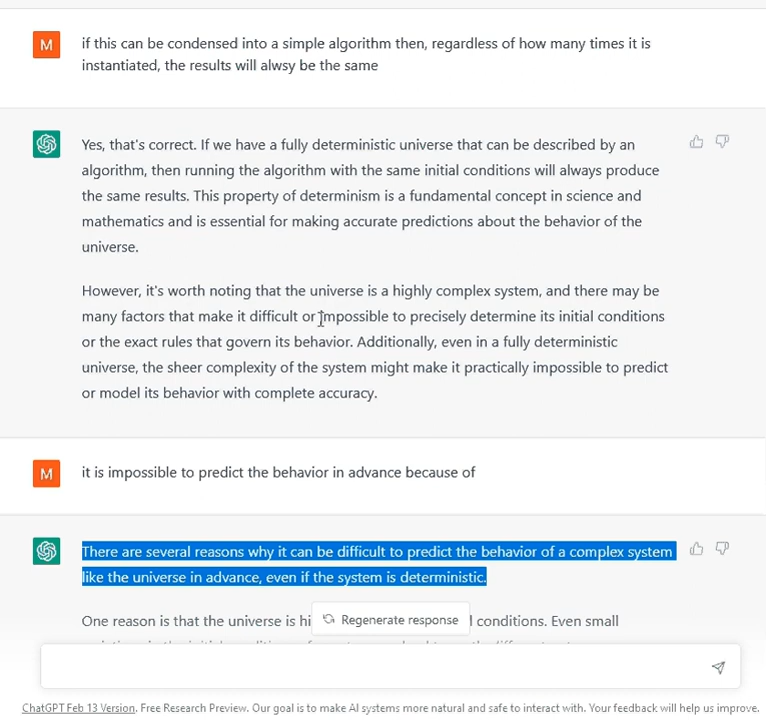 M
if this can be condensed into a simple algorithm then, regardless of how many times it is
instantiated, the results will alwsy be the same
Yes, that's correct. If we have a fully deterministic universe that can be described by an
algorithm, then running the algorithm with the same initial conditions will always produce
the same results. This property of determinism is a fundamental concept in science and
mathematics and is essential for making accurate predictions about the behavior of the
universe.
However, it's worth noting that the universe is a highly complex system, and there may be
many factors that make it difficult or impossible to precisely determine its initial conditions
or the exact rules that govern its behavior. Additionally, even in a fully deterministic
universe, the sheer complexity of the system might make it practically impossible to predict
or model its behavior with complete accuracy.
M
it is impossible to predict the behavior in advance because of
There are several reasons why it can be difficult to predict the behavior of a complex system
like the universe in advance, even if the system is deterministic.
One reason is that the universe is hi
l conditions. Even small
Regenerate response
ChatGPT Feb 13 Version. Free Research Preview. Our goal is to make AI systems more natural and safe to interact with. Your feedback will help us improve.